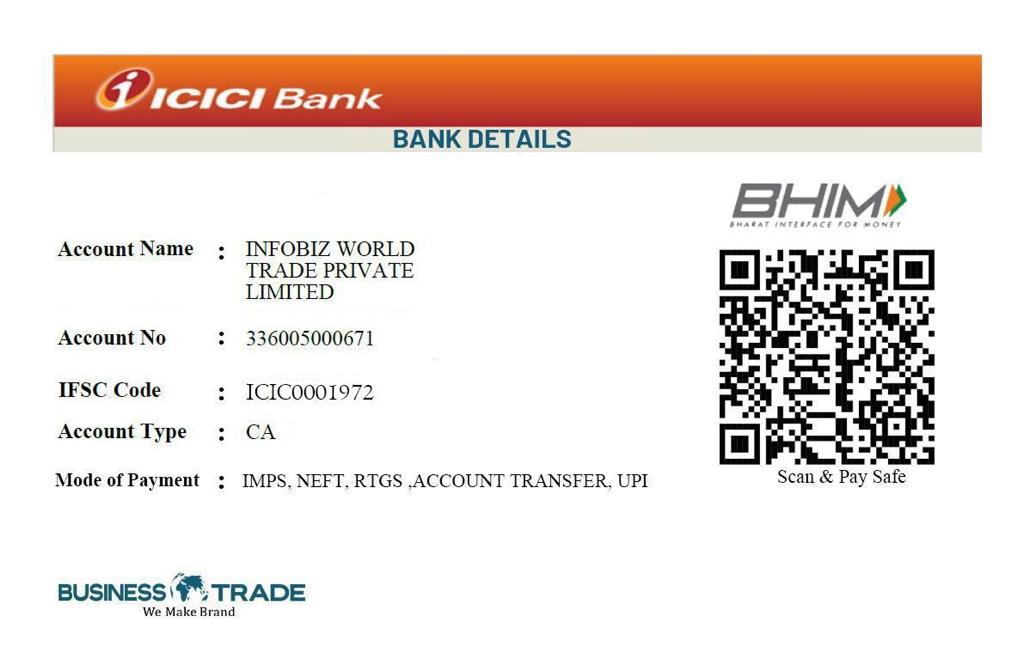 ICICI Bank
BANK DETAILS
BHIM
BHARAT INTERFACE FOR MONEY
Account Name : INFOBIZ WORLD
TRADE PRIVATE
LIMITED
Account No : 336005000671
IFSC Code : ICIC0001972
Account Type : CA
Mode of Payment : IMPS, NEFT, RTGS ,ACCOUNT TRANSFER, UPI
Scan & Pay Safe
BUSINESS TRADE
We Make Brand